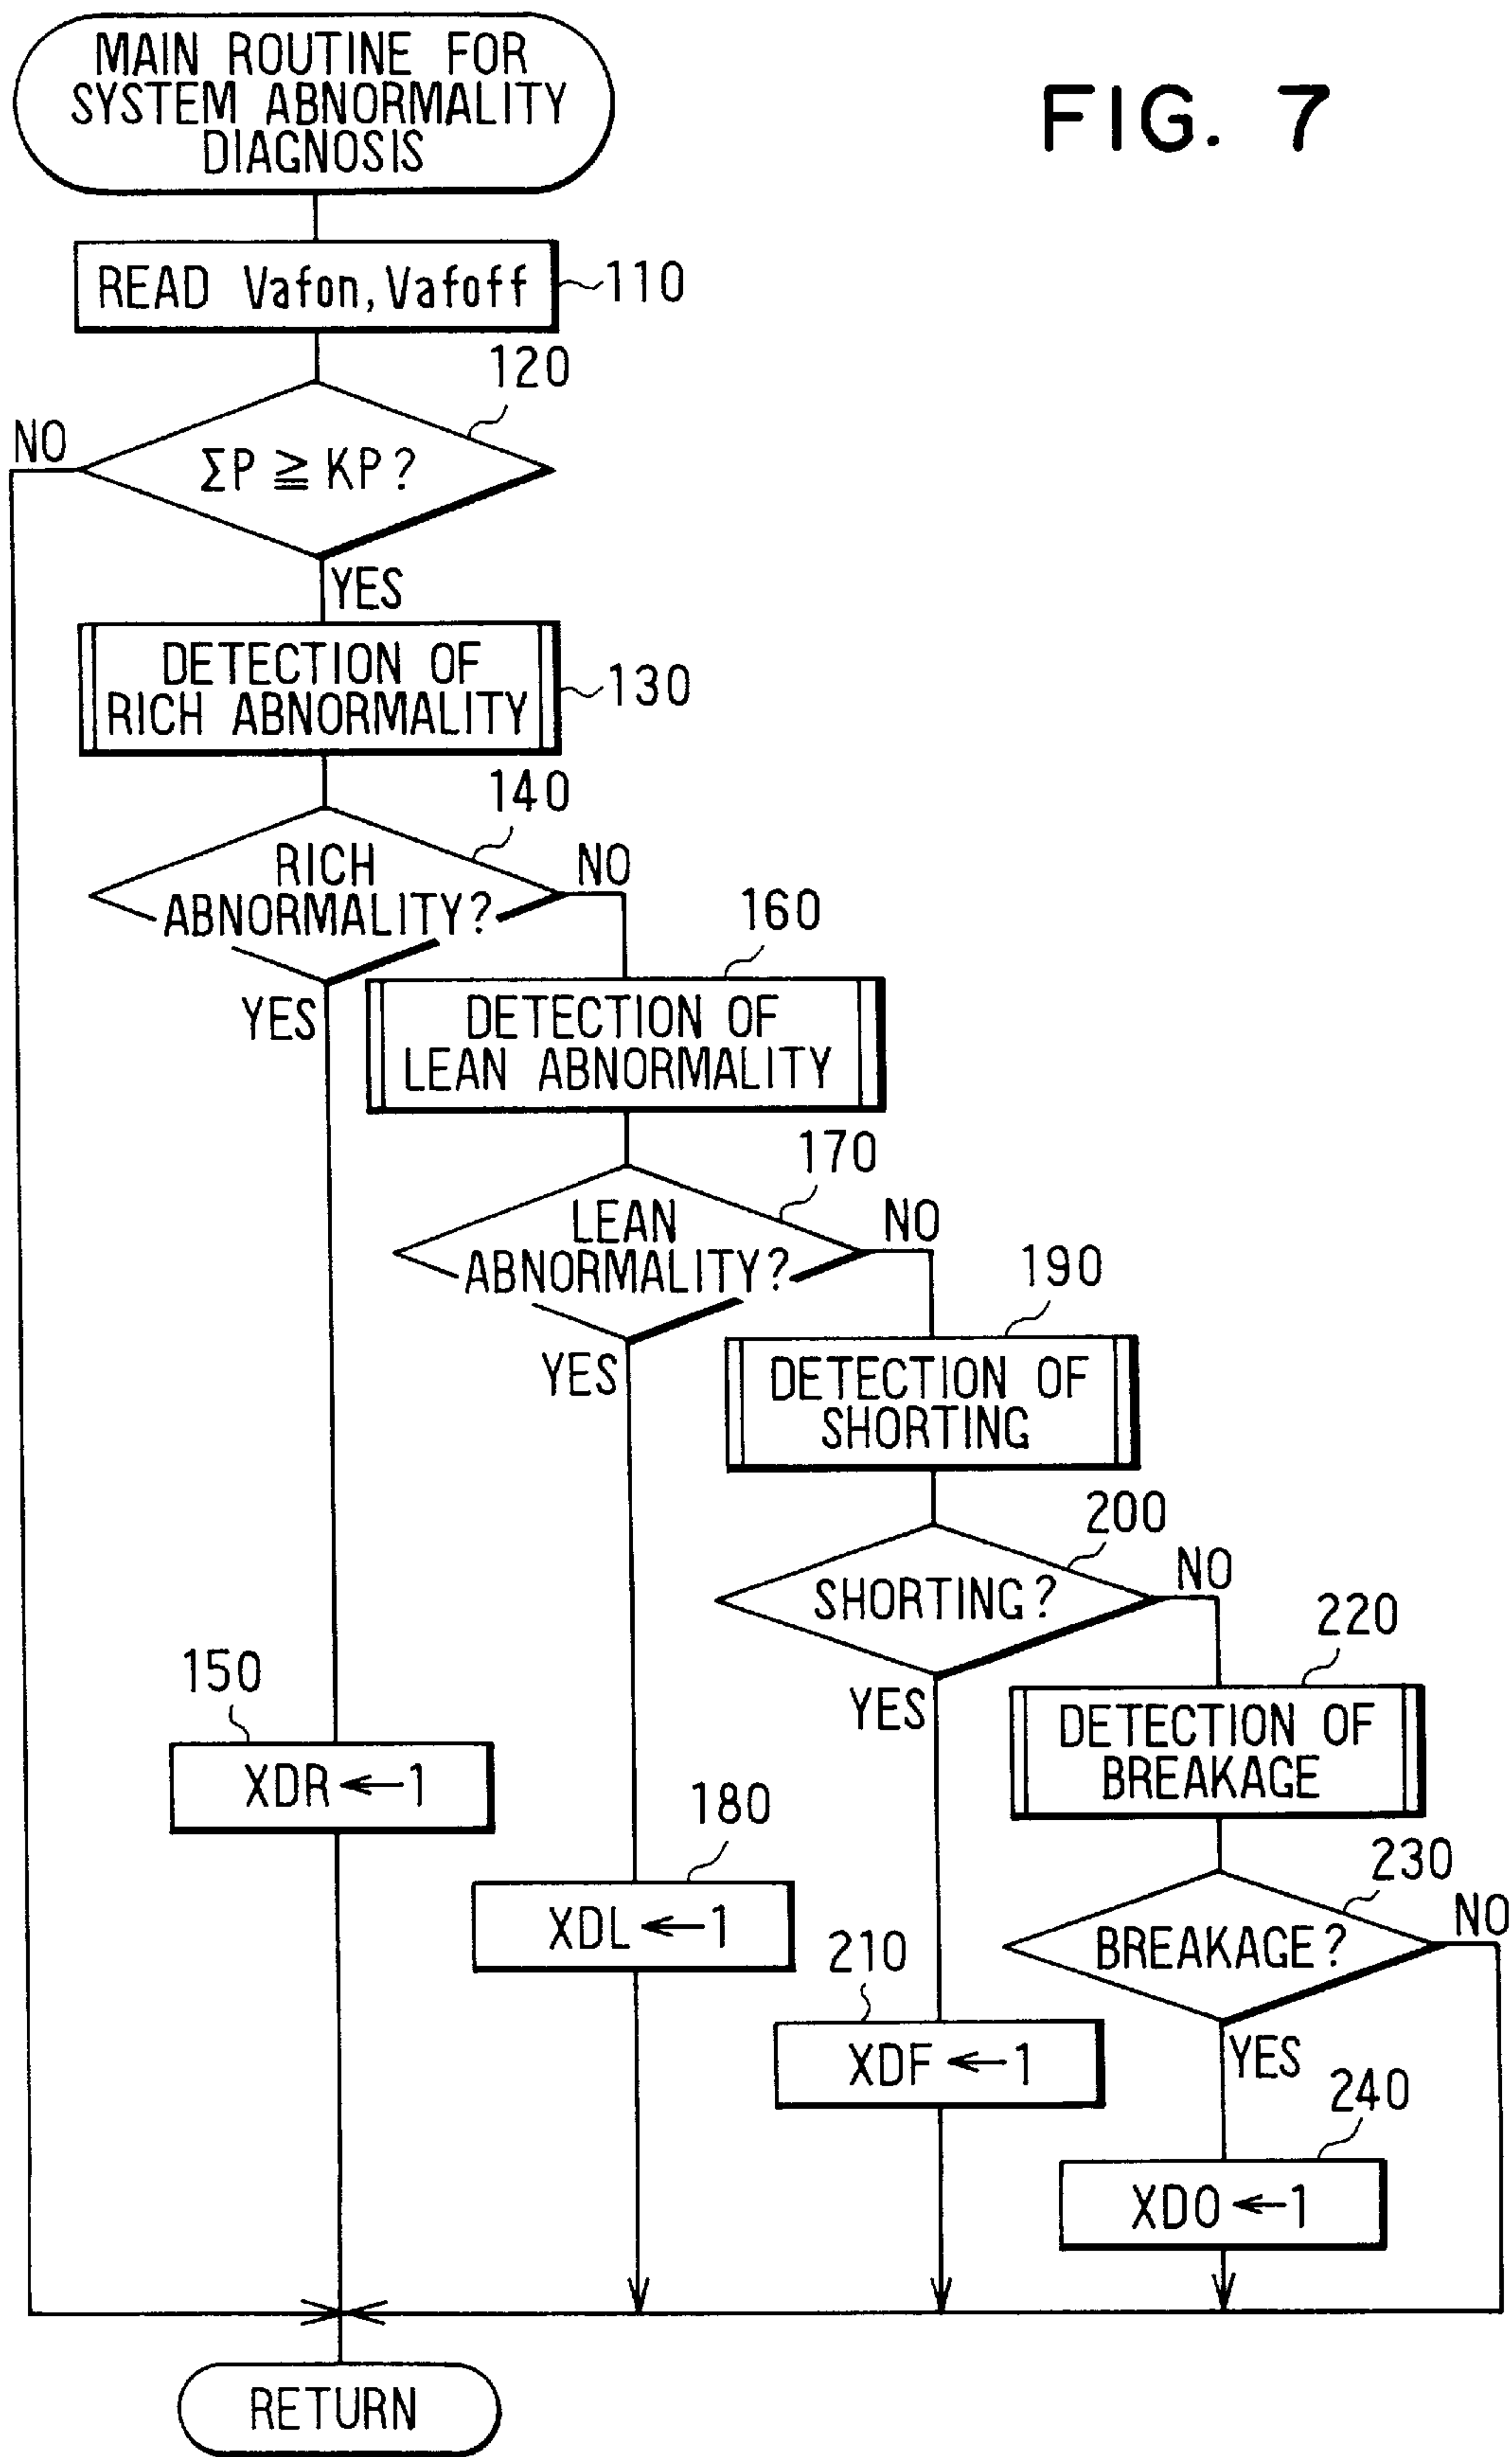 MAIN ROUTINE FOR
SYSTEM ABNORMALITY
DIAGNOSIS
FIG. 7
READ Vafon, Vafoff
110
120
NO
ΣP ≧ KP?
YES
DETECTION OF
RICH ABNORMALITY
130
140
RICH
ABNORMALITY?
NO
YES
160
DETECTION OF
LEAN ABNORMALITY
170
LEAN
ABNORMALITY?
NO
YES
190
DETECTION OF
SHORTING
200
SHORTING?
NO
YES
220
DETECTION OF
BREAKAGE
150
XDR ← 1
180
XDL ← 1
230
BREAKAGE?
NO
YES
210
XDF ← 1
240
XDO ← 1
RETURN